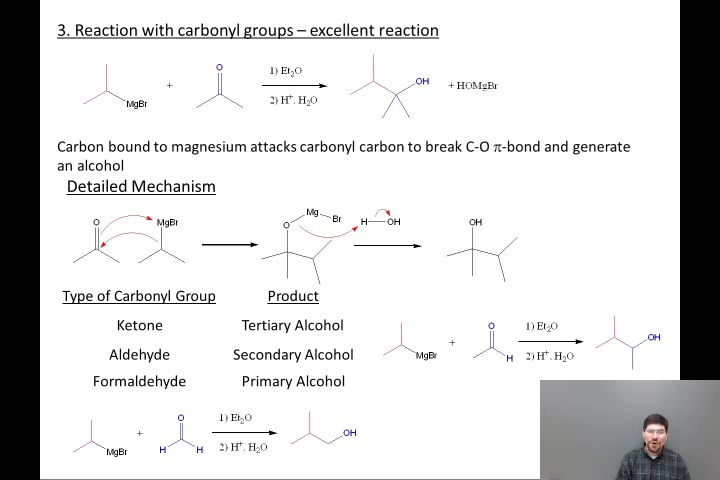 3. Reaction with carbonyl groups – excellent reaction
MgBr
+
O
1) Et2O
2) H+, H2O
OH
+ HOMgBr
Carbon bound to magnesium attacks carbonyl carbon to break C-O π-bond and generate
an alcohol
Detailed Mechanism
O
MgBr
O
Mg
Br
H
OH
OH
Type of Carbonyl Group
Product
Ketone
Tertiary Alcohol
Aldehyde
Secondary Alcohol
Formaldehyde
Primary Alcohol
MgBr
+
O
H
1) Et2O
2) H+, H2O
OH
MgBr
+
O
H
H
1) Et2O
2) H+, H2O
OH